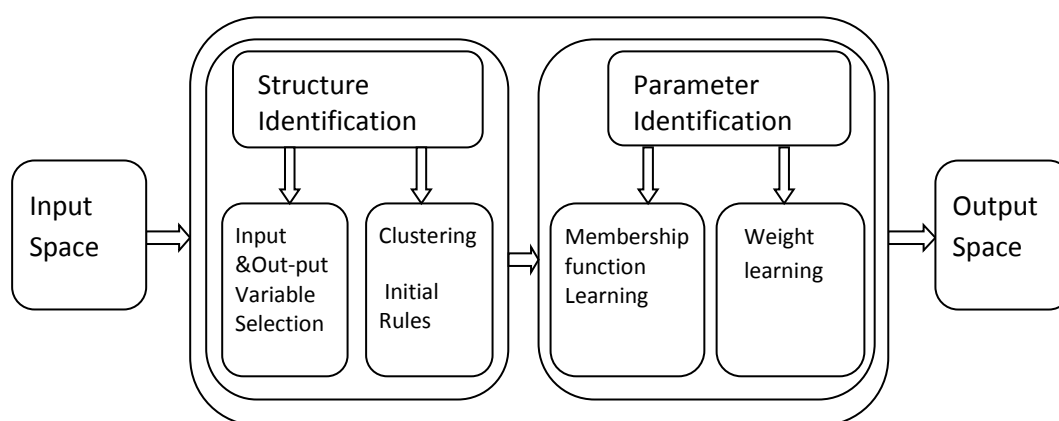 Input
Space
Structure
Identification
Input
&Out-put
Variable
Selection
Clustering
Initial
Rules
Parameter
Identification
Membership
function
Learning
Weight
learning
Output
Space